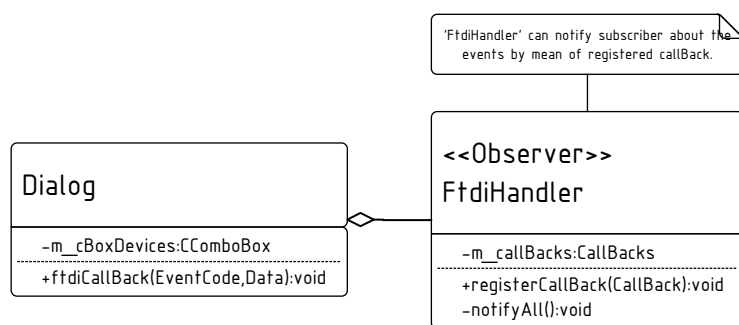 'FtdiHandler' can notify subscriber about the
events by mean of registered callBack.
<<Observer>>
FtdiHandler
-m_callBacks:CallBacks
+registerCallBack(CallBack):void
-notifyAll():void
Dialog
-m_cBoxDevices:CComboBox
+ftdiCallBack(EventCode,Data):void